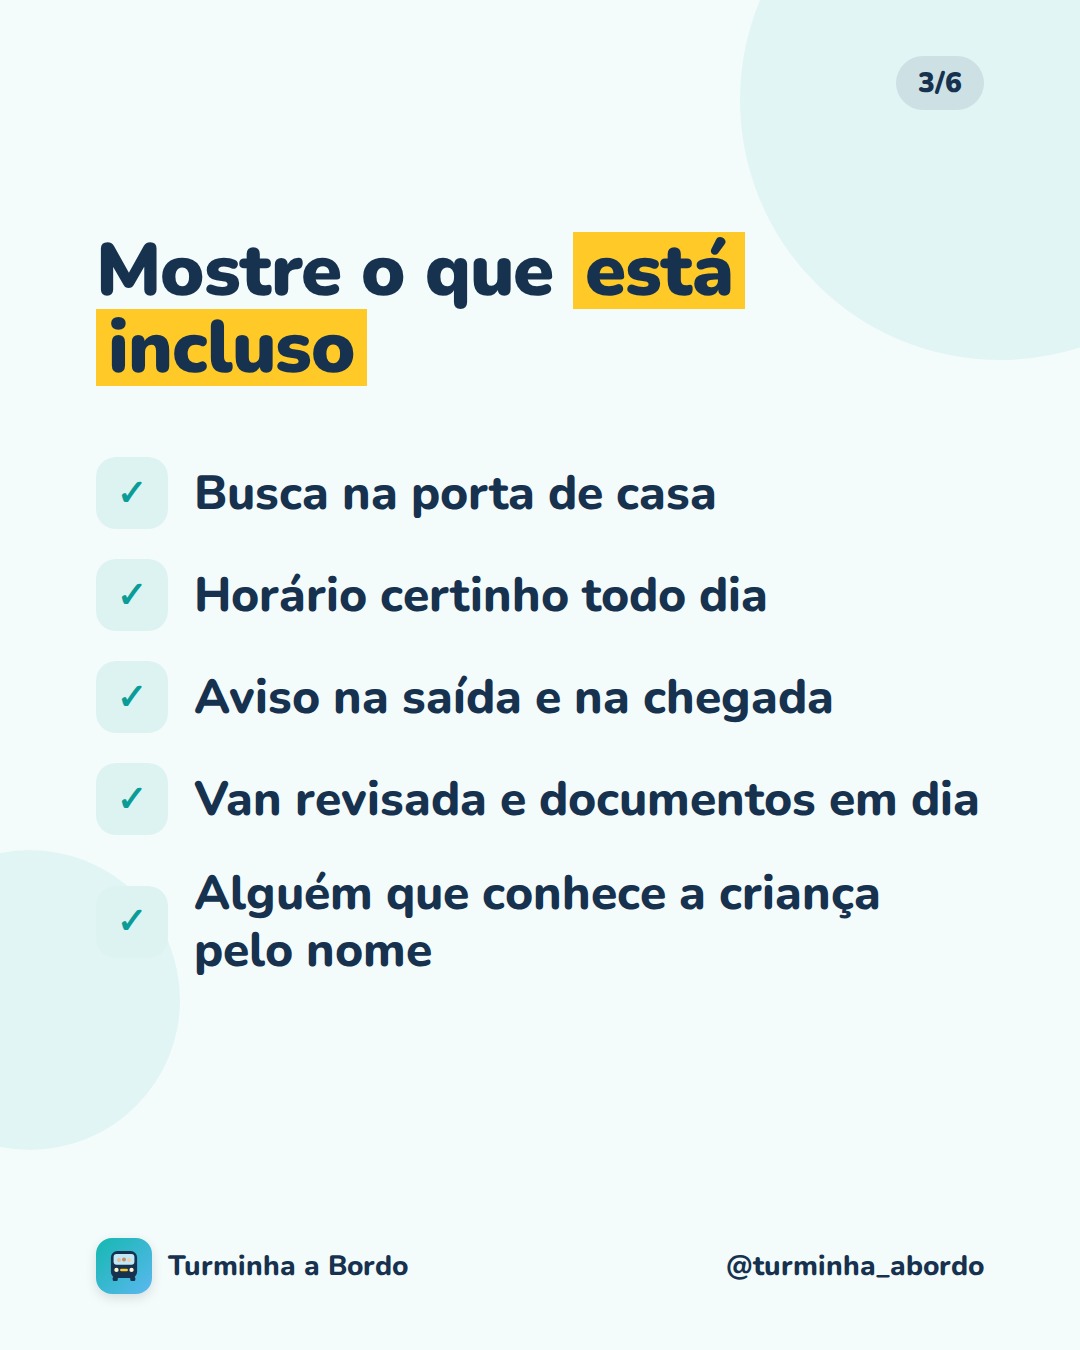 3/6
Mostre o que está
incluso
✓ Busca na porta de casa
✓ Horário certinho todo dia
✓ Aviso na saída e na chegada
✓ Van revisada e documentos em dia
✓ Alguém que conhece a criança
pelo nome
Turminha a Bordo
@turminha_abordo